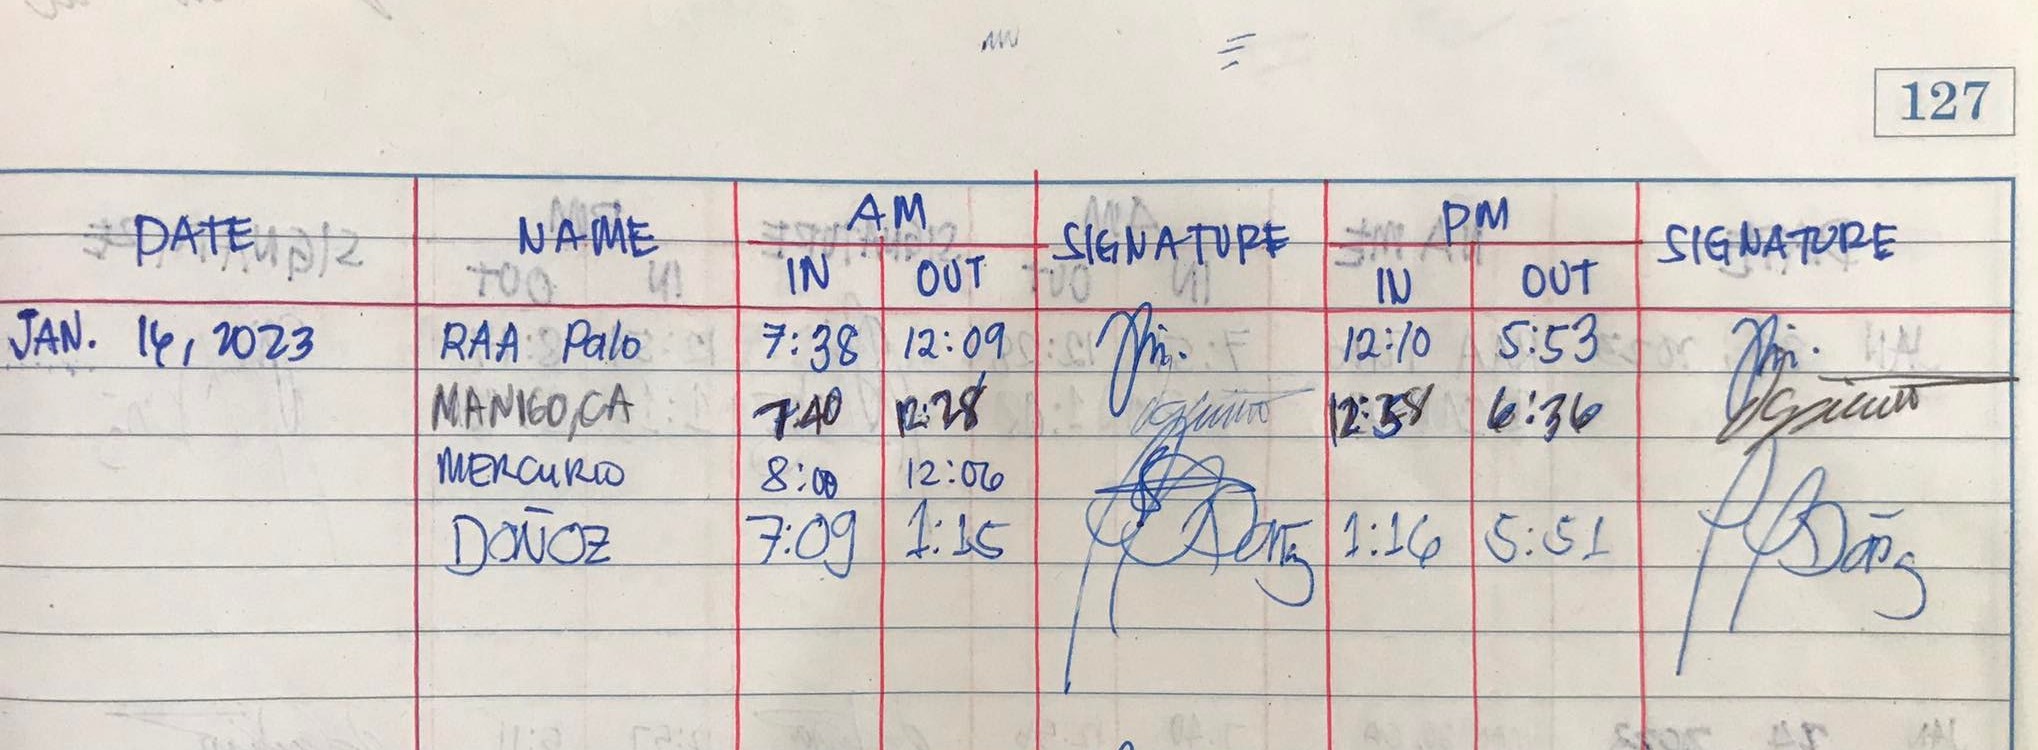 127
DATE NAME AM SIGNATURE PM SIGNATURE
IN OUT IN OUT
JAN. 16, 2023 RAA Palo 7:38 12:09 12:10 5:53
MANIGO, CA 7:40 12:28 12:38 6:36
MERCURIO 8:00 12:06
DOÑOZ 7:09 1:15 1:16 5:51